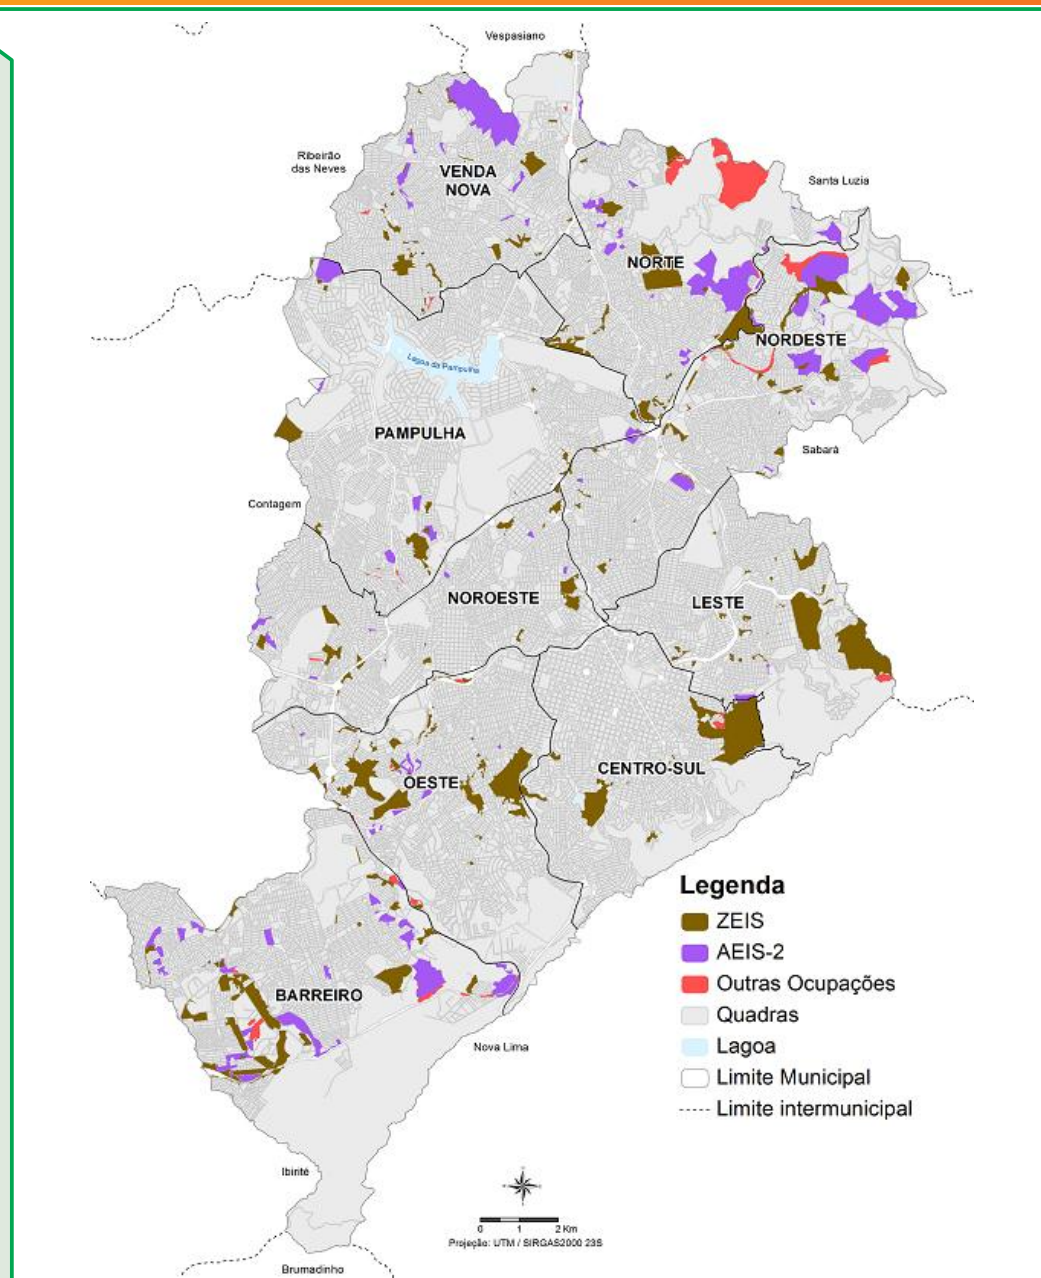 Vespasiano
Ribeirão
das Neves
VENDA
NOVA
Santa Luzia
NORTE
NORDESTE
Lagoa da Pampulha
PAMPULHA
Sabará
Contagem
NOROESTE
LESTE
OESTE
CENTRO-SUL
Legenda
ZEIS
AEIS-2
Outras Ocupações
Quadras
Lagoa
Limite Municipal
Limite intermunicipal
BARREIRO
Nova Lima
Ibirité
0 1 2 Km
Projeção: UTM / SIRGAS2000 23S
Brumadinho